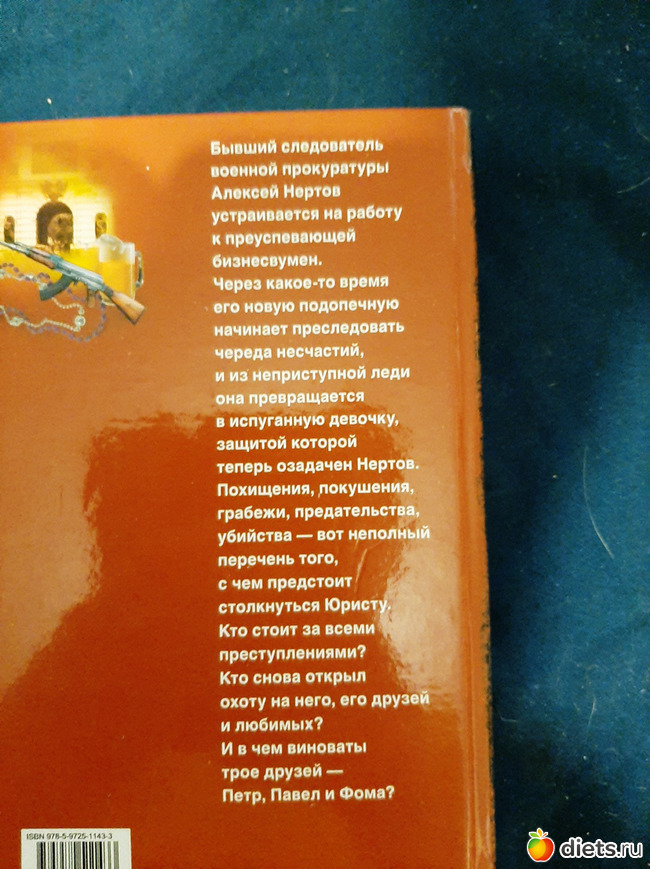 Бывший следователь
военной прокуратуры
Алексей Нертов
устраивается на работу
к преуспевающей
бизнесвумен.
Через какое-то время
его новую подопечную
начинает преследовать
череда несчастий,
и из неприступной леди
она превращается
в испуганную девочку,
защитой которой
теперь озадачен Нертов.
Похищения, покушения,
грабежи, предательства,
убийства — вот неполный
перечень того,
с чем предстоит
столкнуться Юристу.
Кто стоит за всеми
преступлениями?
Кто снова открыл
охоту на него, его друзей
и любимых?
И в чем виноваты
трое друзей —
Петр, Павел и Фома?
ISBN 978-5-9725-1143-3
diets.ru